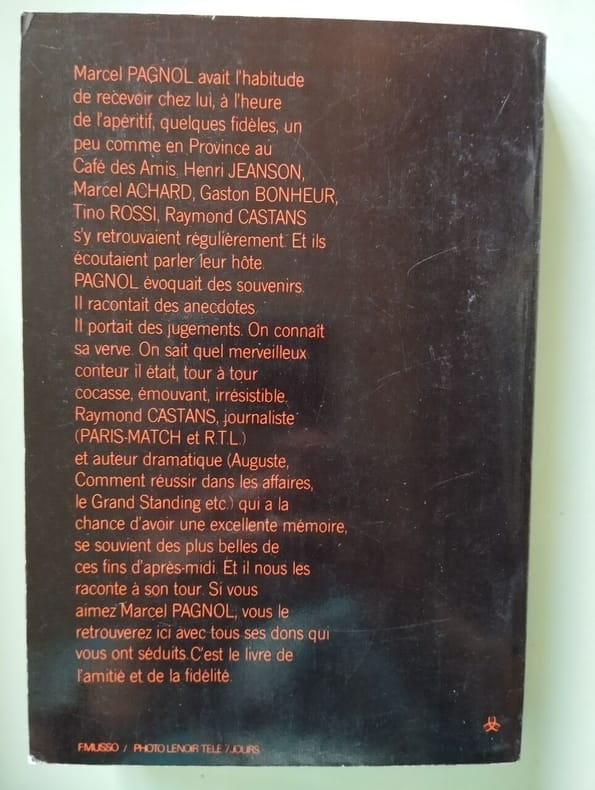 Marcel PAGNOL avait l'habitude
de recevoir chez lui, à l'heure
de l'apéritif, quelques fidèles, un
peu comme en Province au
Café des Amis. Henri JEANSON,
Marcel ACHARD, Gaston BONHEUR,
Tino ROSSI, Raymond CASTANS
s'y retrouvaient régulièrement. Et ils
écoutaient parler leur hôte.
PAGNOL évoquait des souvenirs.
Il racontait des anecdotes.
Il portait des jugements. On connaît
sa verve. On sait quel merveilleux
conteur il était, tour à tour
cocasse, émouvant, irrésistible.
Raymond CASTANS, journaliste
(PARIS-MATCH et R.T.L.)
et auteur dramatique (Auguste,
Comment réussir dans les affaires,
le Grand Standing etc.) qui a la
chance d'avoir une excellente mémoire,
se souvient des plus belles de
ces fins d'après-midi. Et il nous les
raconte à son tour. Si vous
aimez Marcel PAGNOL, vous le
retrouverez ici avec tous ses dons qui
vous ont séduits. C'est le livre de
l'amitié et de la fidélité.
F.MUSSO / PHOTO LENOIR TELE 7 JOURS